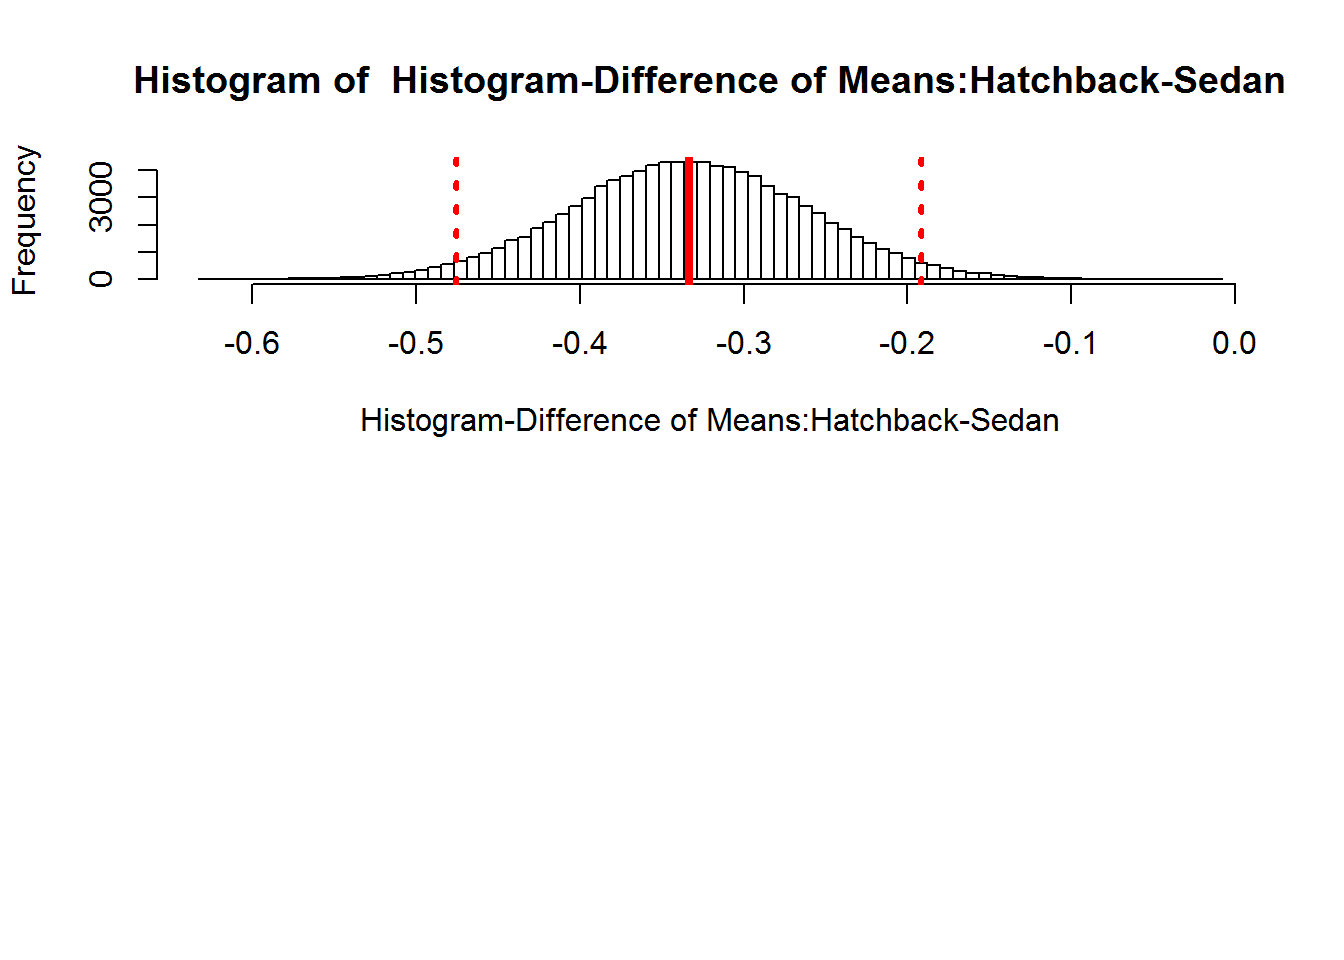 Histogram of  Histogram-Difference of Means:Hatchback-Sedan
Frequency
3000
0
-0.6 -0.5 -0.4 -0.3 -0.2 -0.1 0.0
Histogram-Difference of Means:Hatchback-Sedan